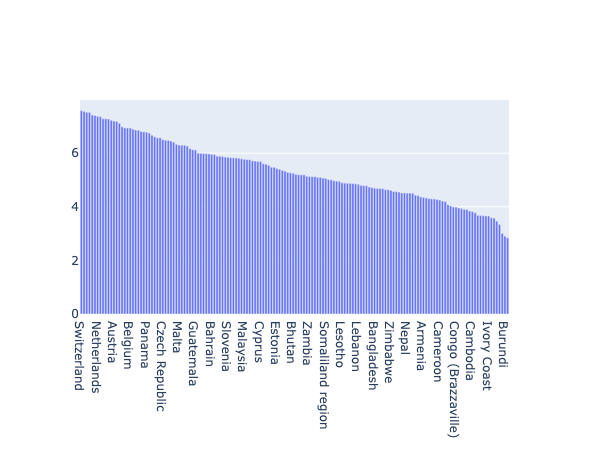 6
4
2
0
Switzerland
Netherlands
Austria
Belgium
Panama
Czech Republic
Malta
Guatemala
Bahrain
Slovenia
Malaysia
Cyprus
Estonia
Bhutan
Zambia
Somaliland region
Lesotho
Lebanon
Bangladesh
Zimbabwe
Nepal
Armenia
Cameroon
Congo (Brazzaville)
Cambodia
Ivory Coast
Burundi